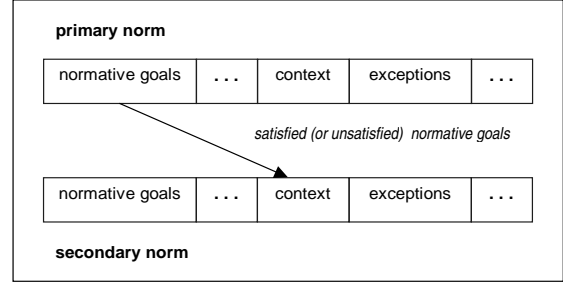 primary norm
normative goals . . . context exceptions . . .
satisfied (or unsatisfied) normative goals
normative goals . . . context exceptions . . .
secondary norm